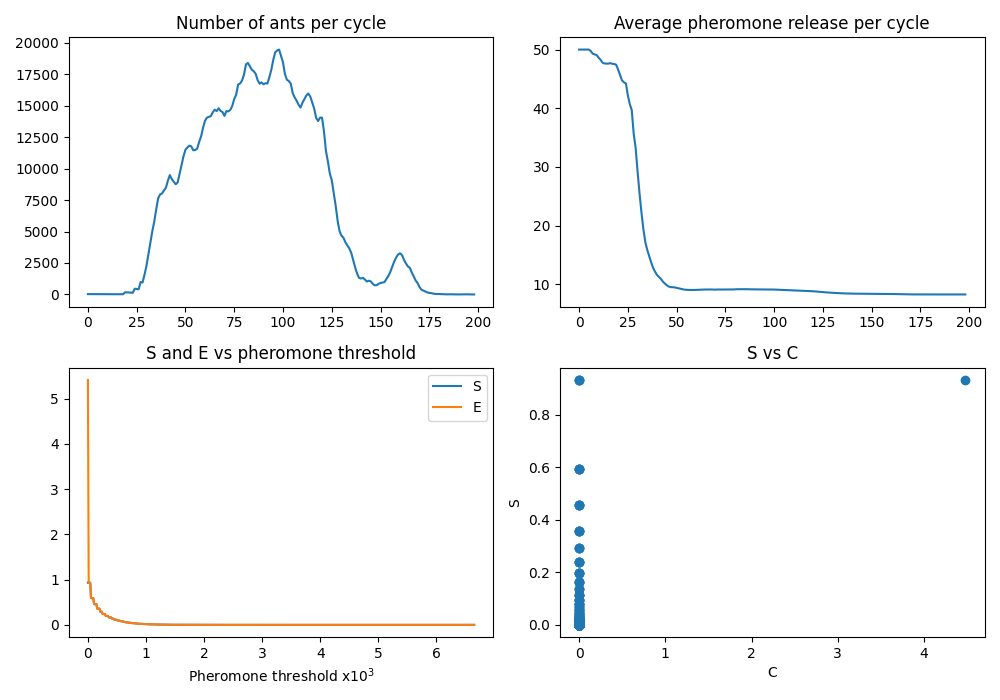 Number of ants per cycle
20000
17500
15000
12500
10000
7500
5000
2500
0
0 25 50 75 100 125 150 175 200
Average pheromone release per cycle
50
40
30
20
10
0 25 50 75 100 125 150 175 200
S and E vs pheromone threshold
S
E
5
4
3
2
1
0
0 1 2 3 4 5 6
Pheromone threshold x10³
S vs C
S
0.8
0.6
0.4
0.2
0.0
0 1 2 3 4
C